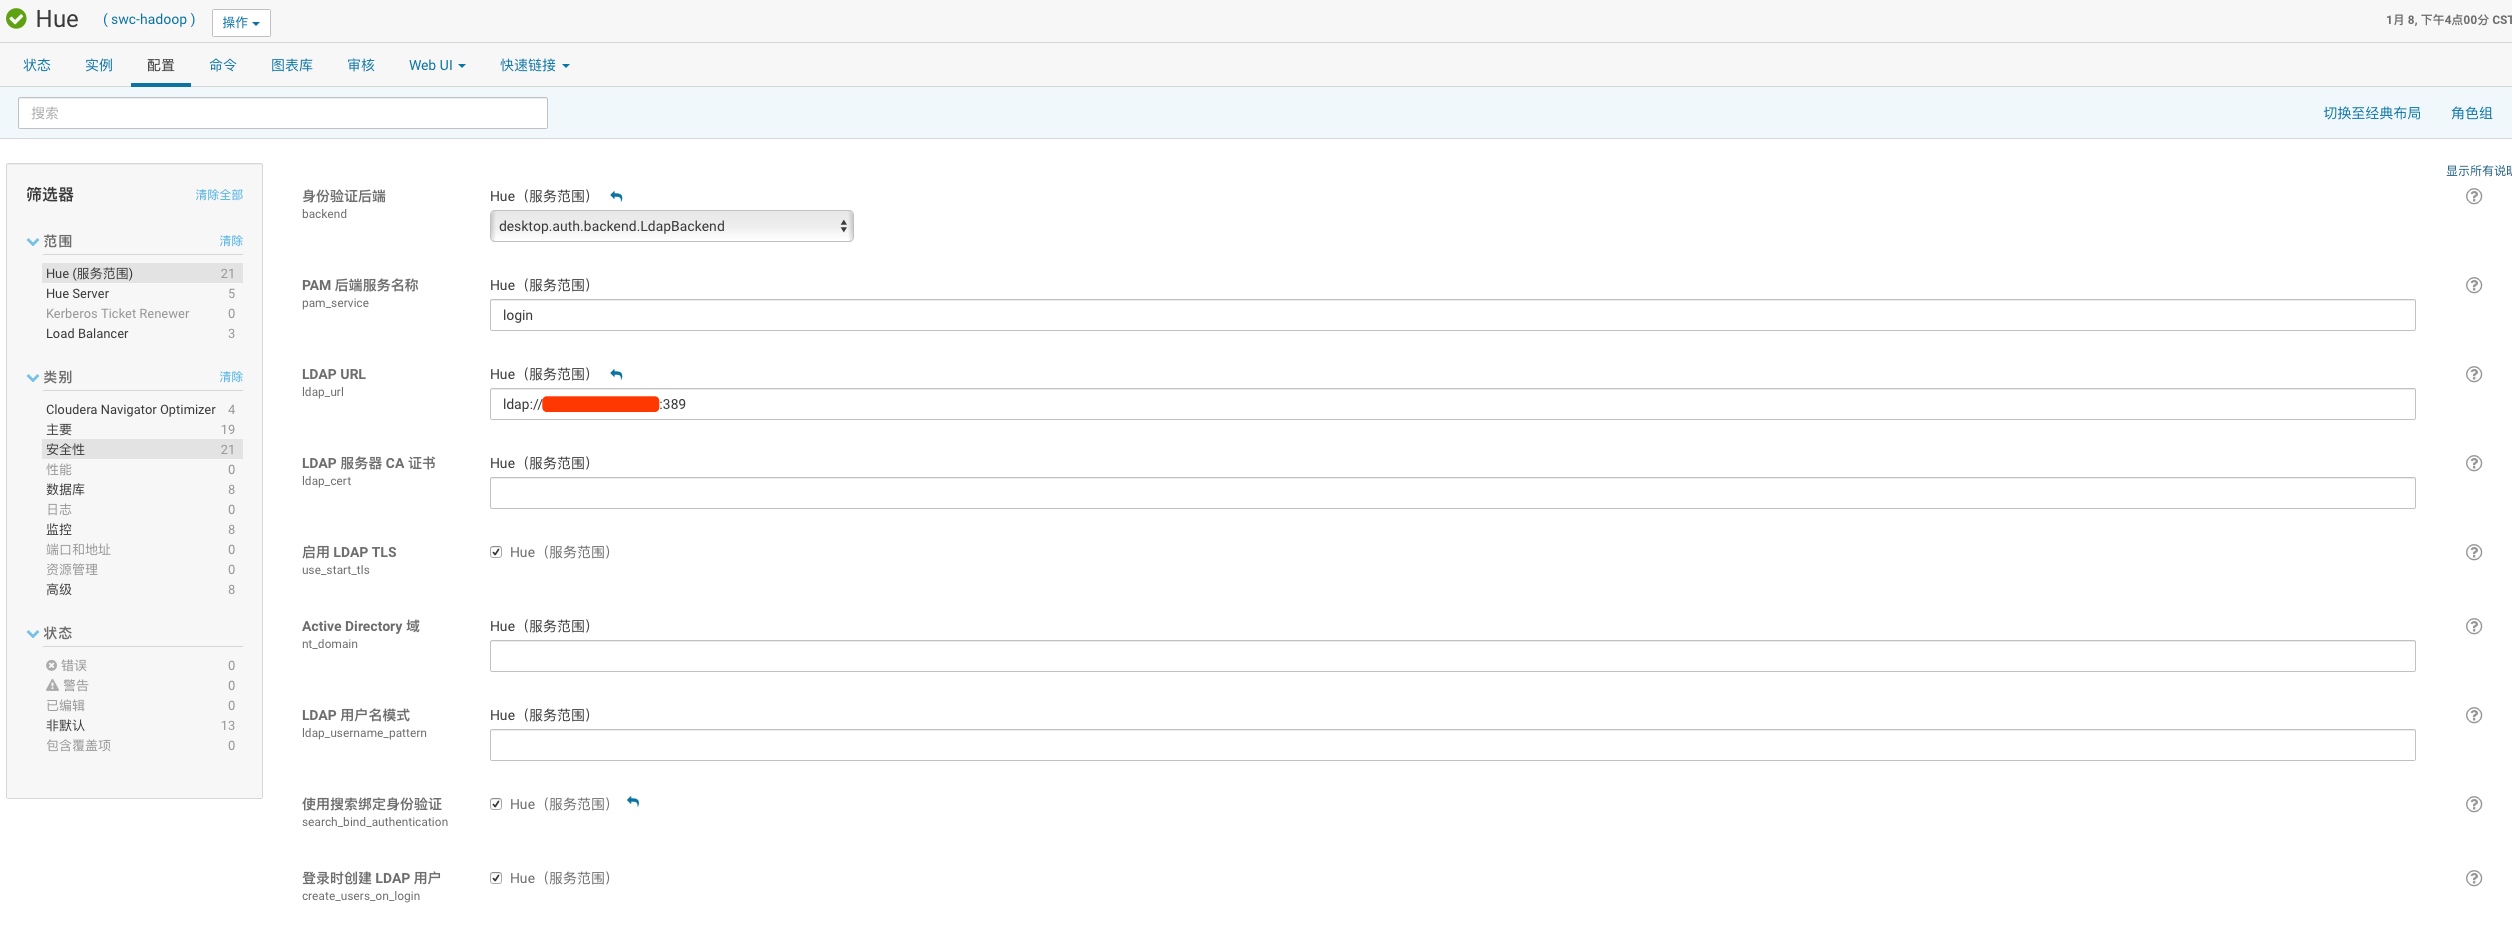 Hue ( swc-hadoop ) 操作
1月 8, 下午4点00分 CST
状态 实例 配置 命令 图表库 审核 Web UI 快速链接
搜索
切换至经典布局 角色组
显示所有说明
筛选器 清除全部
范围 清除
Hue (服务范围) 21
Hue Server 5
Kerberos Ticket Renewer 0
Load Balancer 3
类别 清除
Cloudera Navigator Optimizer 4
主要 19
安全性 21
性能 0
数据库 8
日志 0
监控 8
端口和地址 0
资源管理 0
高级 8
状态
错误 0
警告 0
已编辑 0
非默认 13
包含覆盖项 0
身份验证后端 Hue（服务范围）
backend
desktop.auth.backend.LdapBackend
PAM 后端服务名称 Hue（服务范围）
pam_service
login
LDAP URL Hue（服务范围）
ldap_url
ldap:// :389
LDAP 服务器 CA 证书 Hue（服务范围）
ldap_cert
启用 LDAP TLS Hue（服务范围）
use_start_tls
Active Directory 域 Hue（服务范围）
nt_domain
LDAP 用户名模式 Hue（服务范围）
ldap_username_pattern
使用搜索绑定身份验证 Hue（服务范围）
search_bind_authentication
登录时创建 LDAP 用户 Hue（服务范围）
create_users_on_login